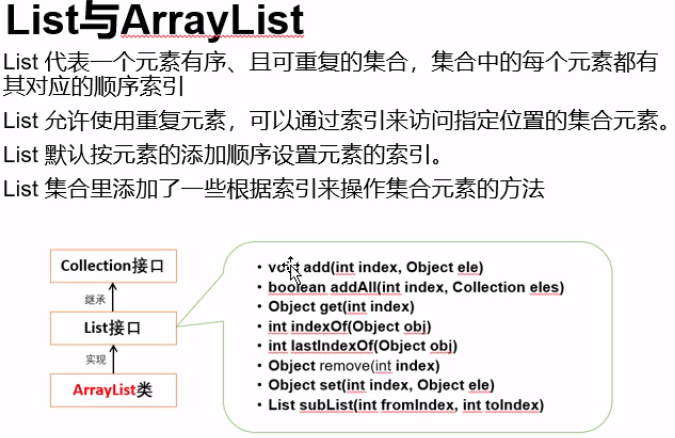 List与ArrayList
List 代表一个元素有序、且可重复的集合，集合中的每个元素都有
其对应的顺序索引
List 允许使用重复元素，可以通过索引来访问指定位置的集合元素。
List 默认按元素的添加顺序设置元素的索引。
List 集合里添加了一些根据索引来操作集合元素的方法
Collection接口
继承
List接口
实现
ArrayList类
• void add(int index, Object ele)
• boolean addAll(int index, Collection eles)
• Object get(int index)
• int indexOf(Object obj)
• int lastIndexOf(Object obj)
• Object remove(int index)
• Object set(int index, Object ele)
• List subList(int fromIndex, int toIndex)